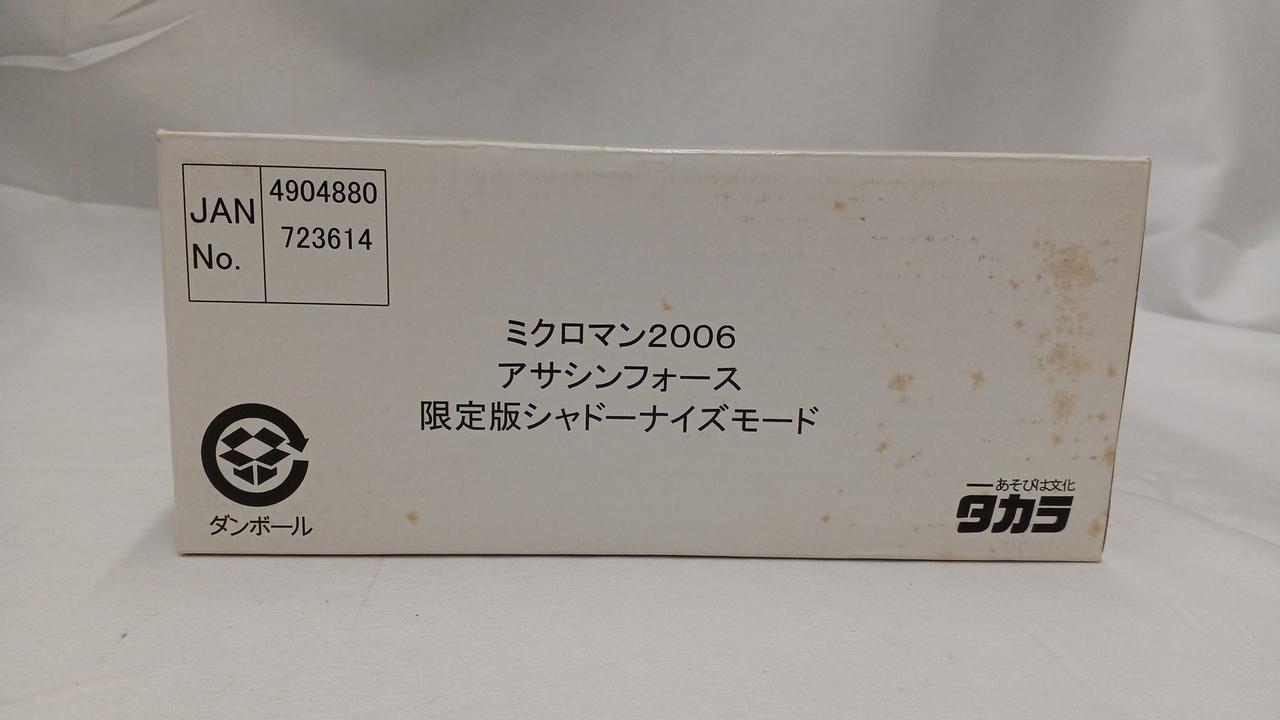 JAN No.
4904880
723614
ミクロマン2006
アサシンフォース
限定版シャドーナイズモード
ダンボール
あそびは文化
タカラ